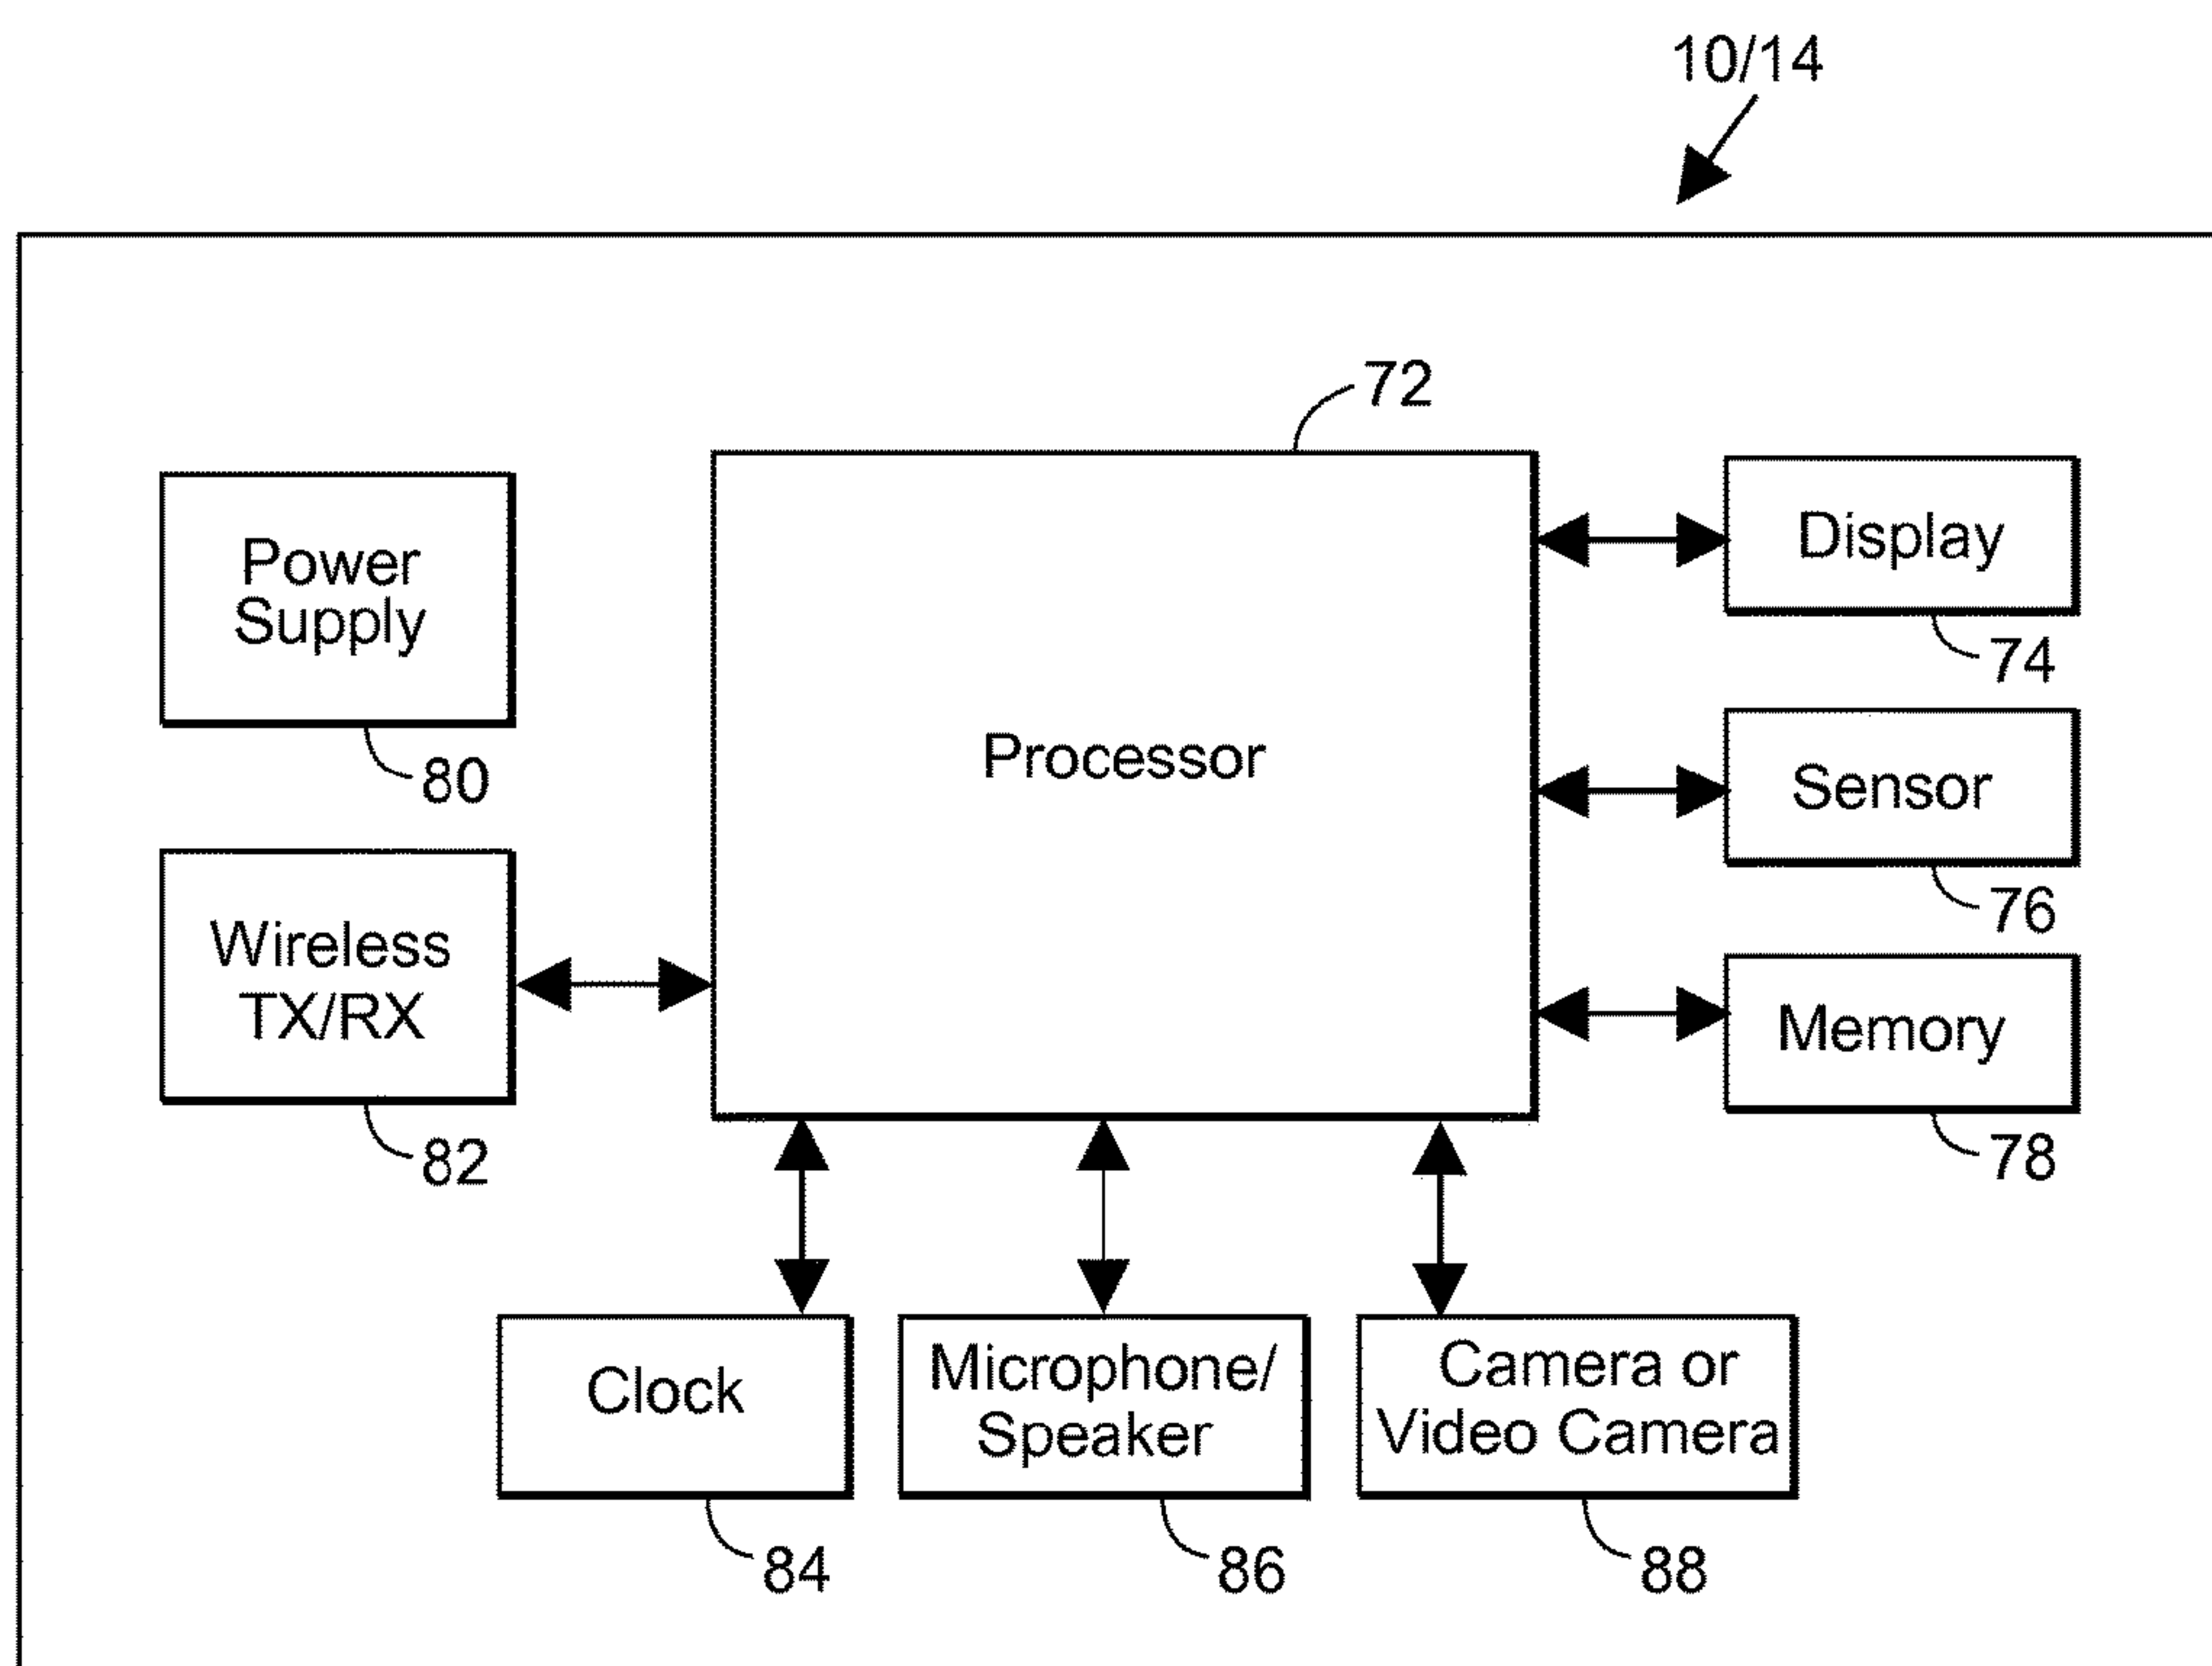 10/14
72
Power
Supply
80
Processor
Display
74
Sensor
76
Wireless
TX/RX
82
Memory
78
Clock
84
Microphone/
Speaker
86
Camera or
Video Camera
88